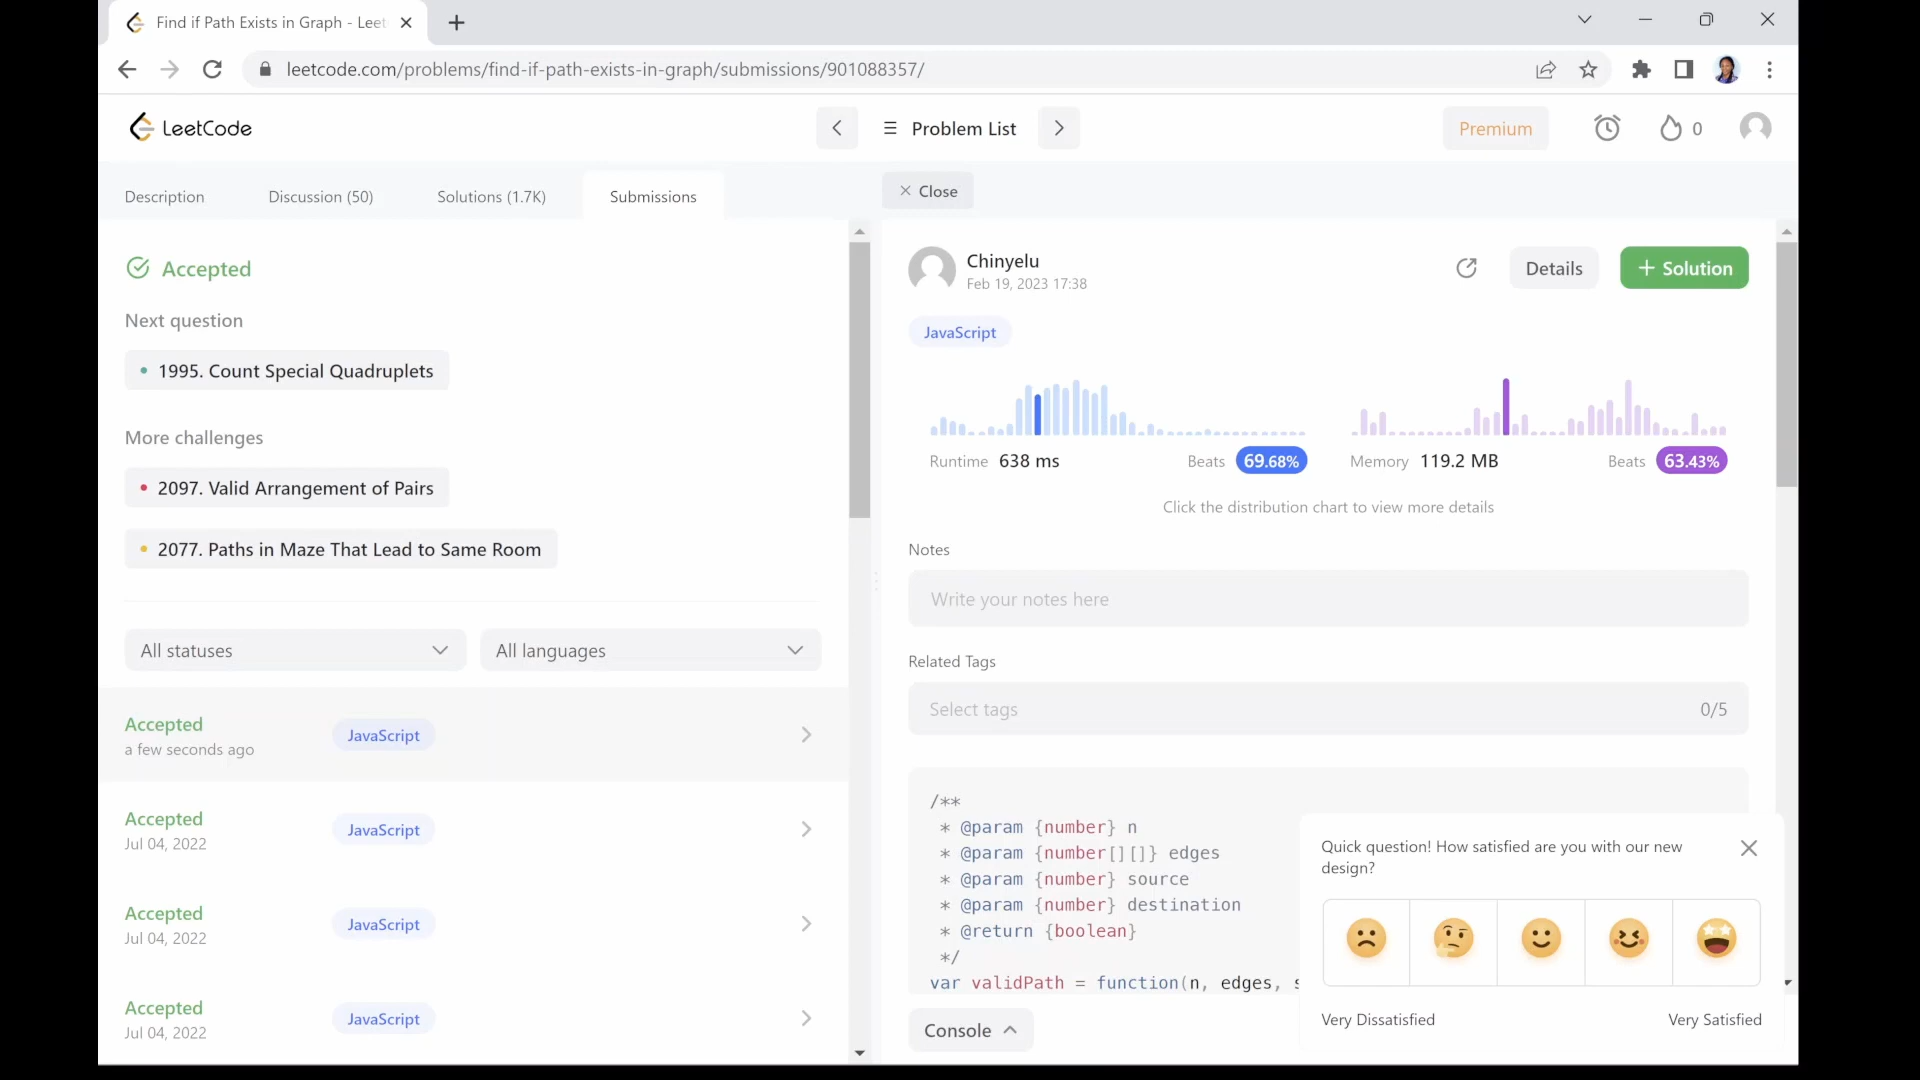 Find if Path Exists in Graph - Leet
leetcode.com/problems/find-if-path-exists-in-graph/submissions/901088357/
LeetCode
Problem List
Premium
0
Description
Discussion (50)
Solutions (1.7K)
Submissions
Close
Accepted
Next question
1995. Count Special Quadruplets
More challenges
2097. Valid Arrangement of Pairs
2077. Paths in Maze That Lead to Same Room
All statuses
All languages
Accepted
a few seconds ago
JavaScript
Accepted
Jul 04, 2022
JavaScript
Accepted
Jul 04, 2022
JavaScript
Accepted
Jul 04, 2022
JavaScript
Chinyelu
Feb 19, 2023 17:38
Details
+ Solution
JavaScript
Runtime 638 ms
Beats 69.68%
Memory 119.2 MB
Beats 63.43%
Click the distribution chart to view more details
Notes
Write your notes here
Related Tags
Select tags
0/5
/**
* @param {number} n
* @param {number[][]} edges
* @param {number} source
* @param {number} destination
* @return {boolean}
*/
var validPath = function(n, edges, s
Console
Quick question! How satisfied are you with our new
design?
Very Dissatisfied
Very Satisfied